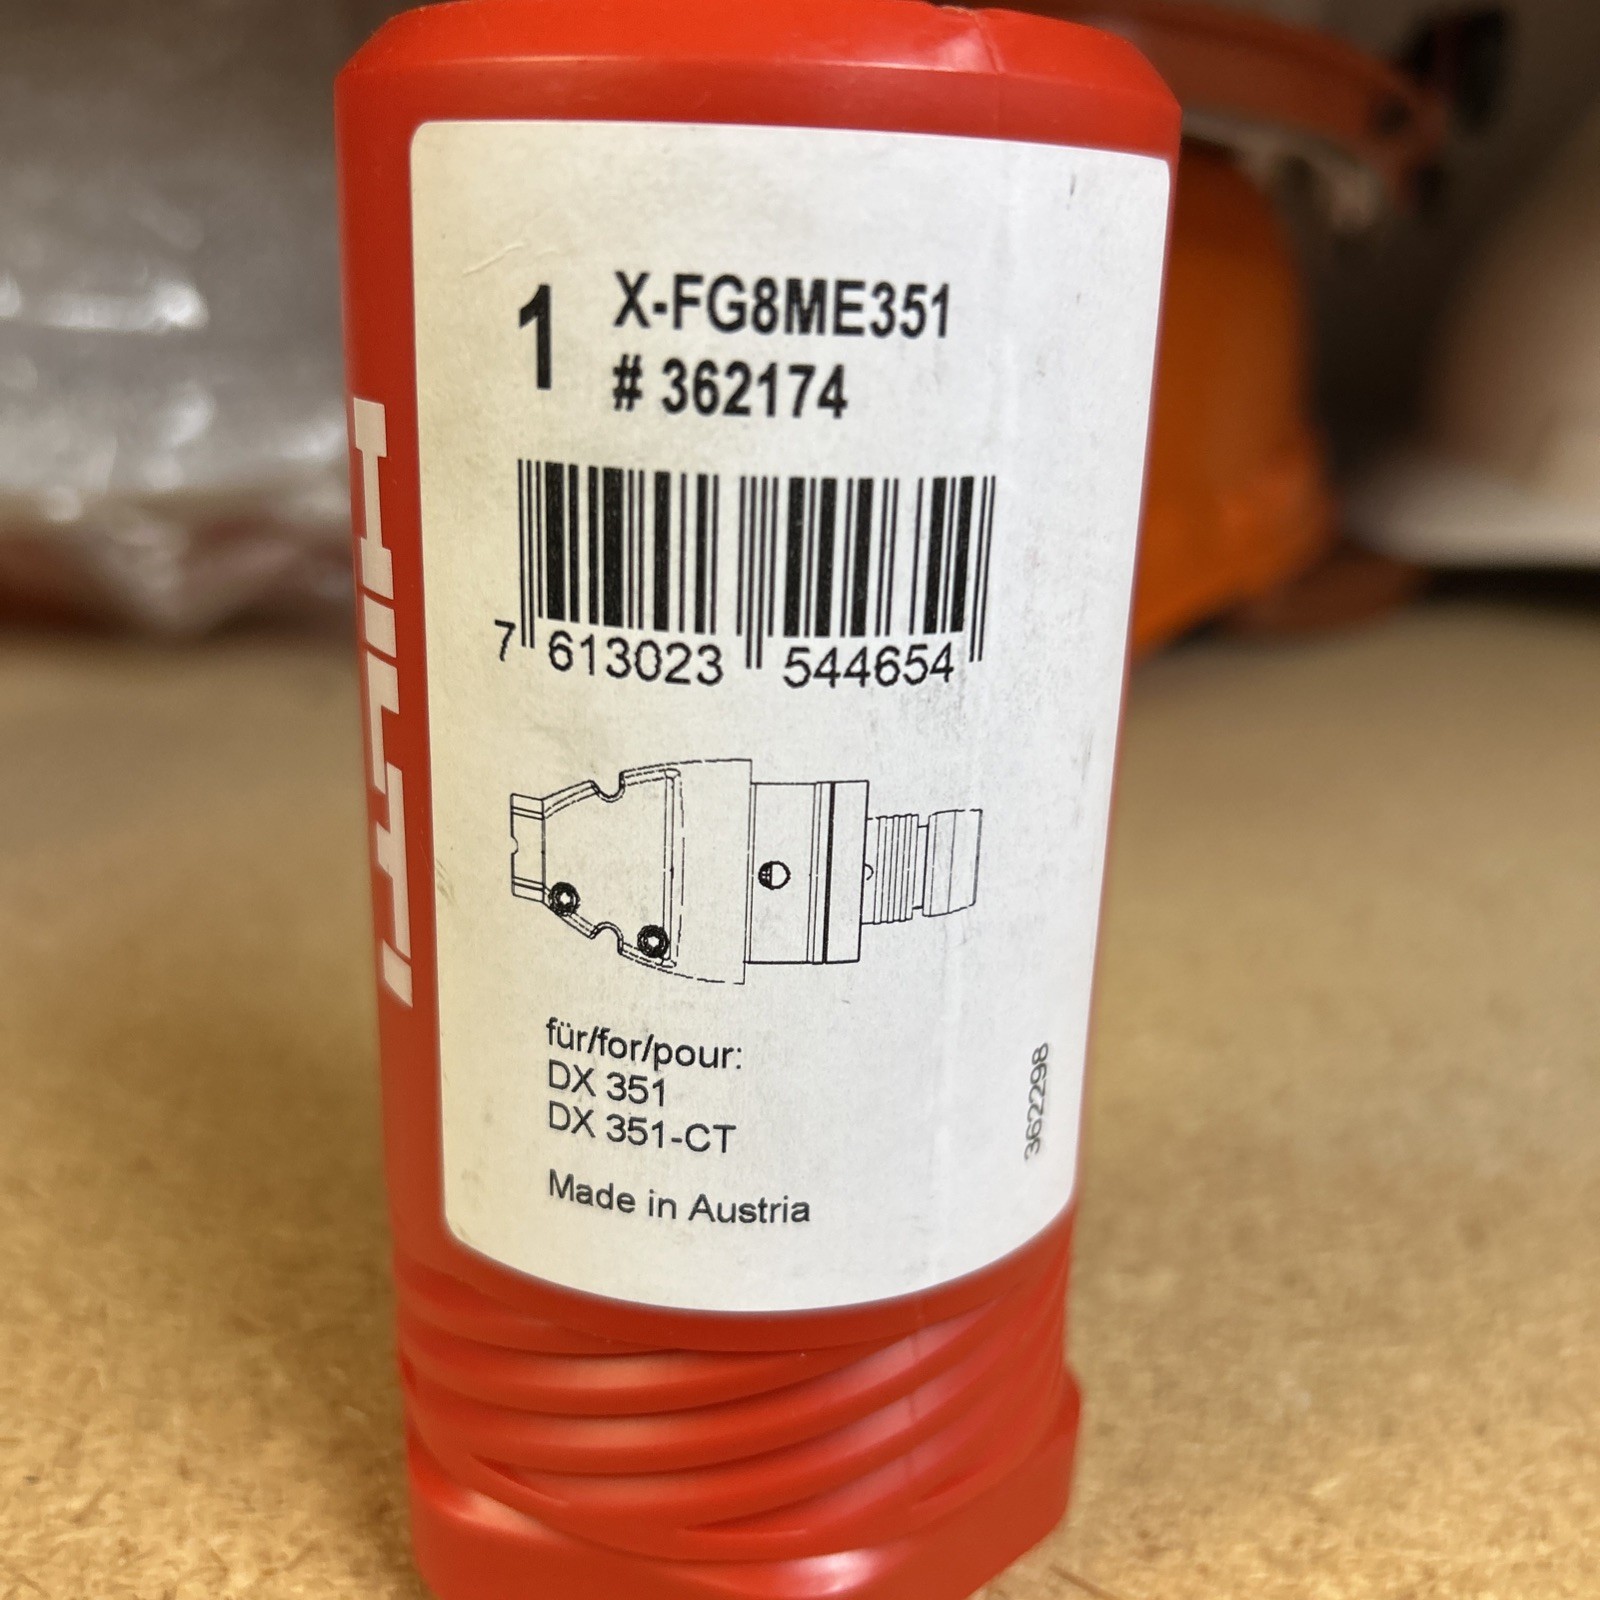 HILTI
1 X-FG8ME351
# 362174
7 613023 544654
für/for/pour:
DX 351
DX 351-CT
Made in Austria
362298